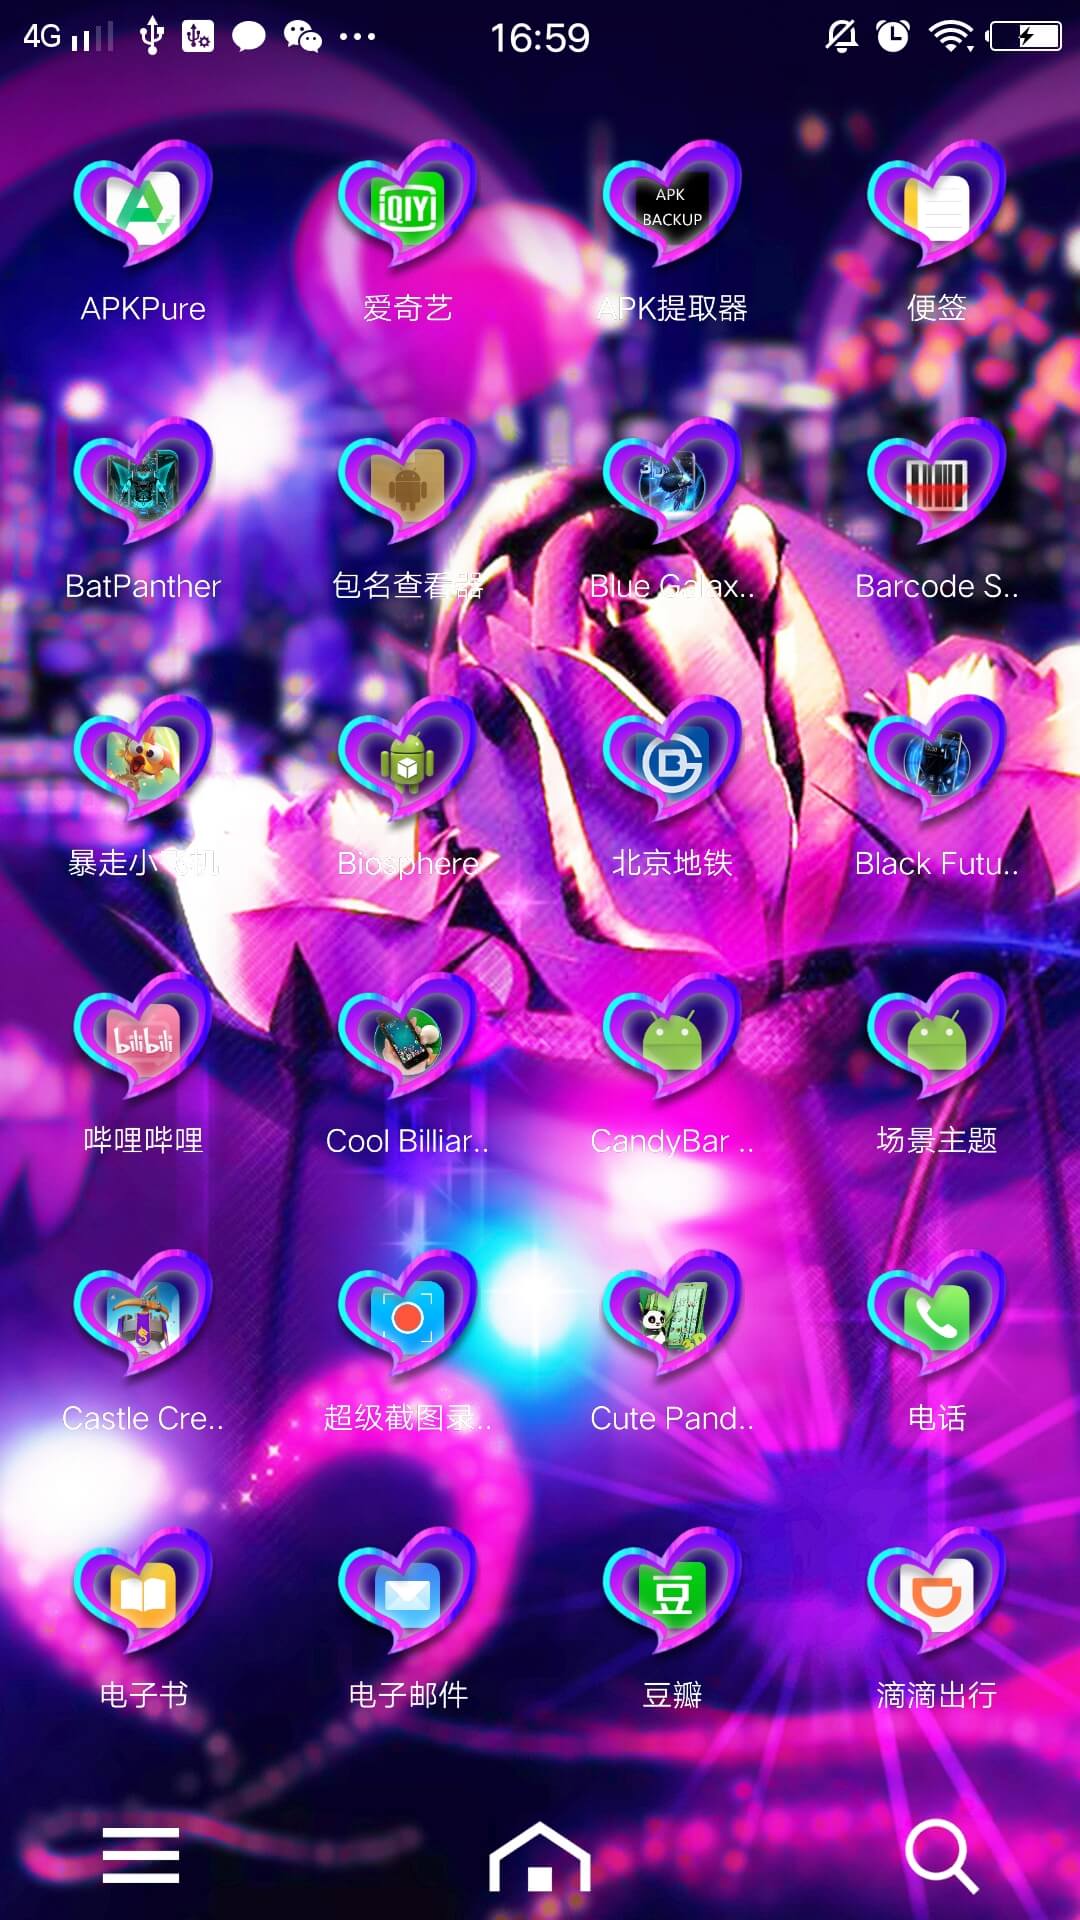 4G 16:59
APK
BACKUP
iQIYI
APKPure 爱奇艺 APK提取器 便签
3D
BatPanther 包名查看器 Blue Galax.. Barcode S..
暴走小飞机 Biosphere 北京地铁 Black Futu..
bilibili
哔哩哔哩 Cool Billiar.. CandyBar .. 场景主题
$
3D
Castle Cre.. 超级截图录.. Cute Pand.. 电话
豆
电子书 电子邮件 豆瓣 滴滴出行